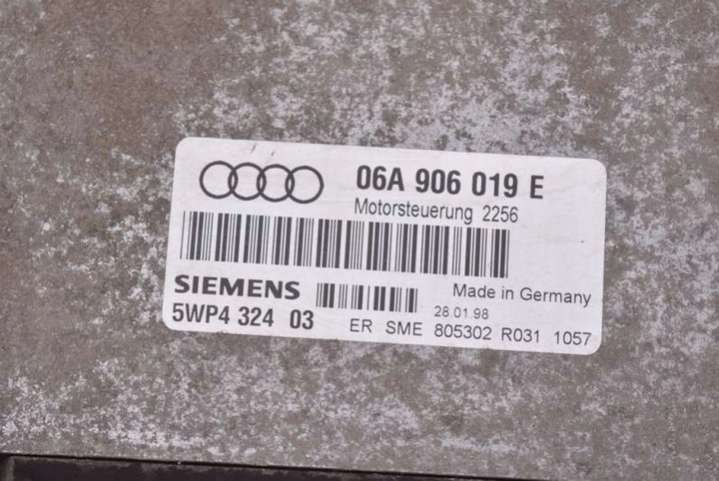 06A 906 019 E
Motorsteuerung 2256
SIEMENS
Made in Germany
28.01.98
5WP4 324 03
ER SME 805302 R031 1057